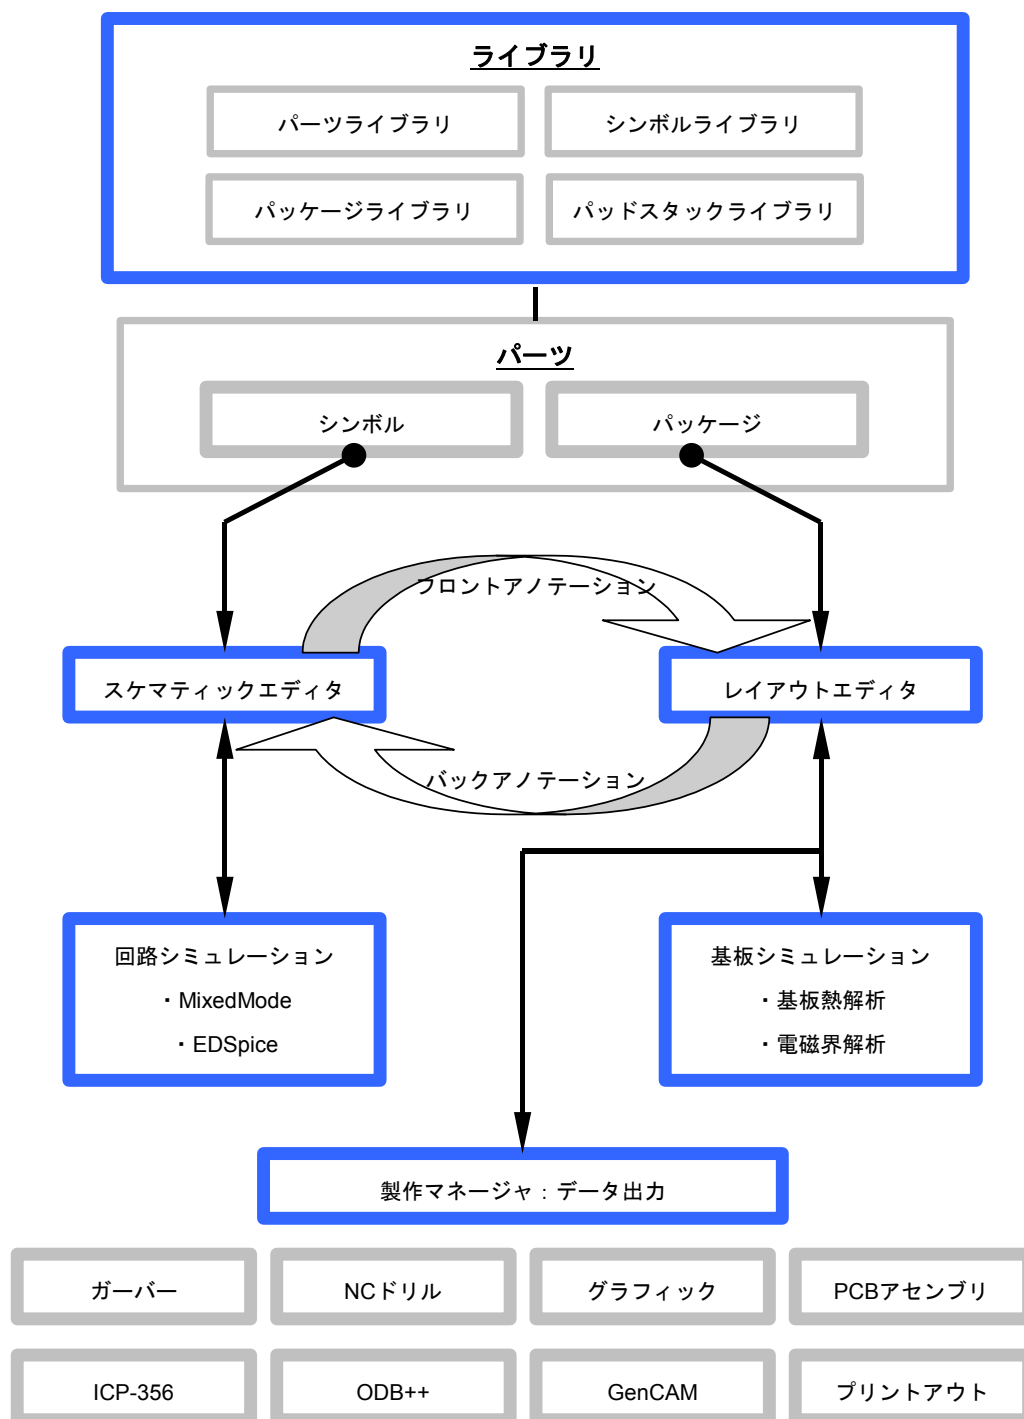 ライブラリ
パーツライブラリ
シンボルライブラリ
パッケージライブラリ
パッドスタックライブラリ
パーツ
シンボル
パッケージ
フロントアノテーション
スケマティックエディタ
レイアウトエディタ
バックアノテーション
回路シミュレーション
・MixedMode
・EDSpice
基板シミュレーション
・基板熱解析
・電磁界解析
製作マネージャ：データ出力
ガーバー
NCドリル
グラフィック
PCBアセンブリ
ICP-356
ODB++
GenCAM
プリントアウト